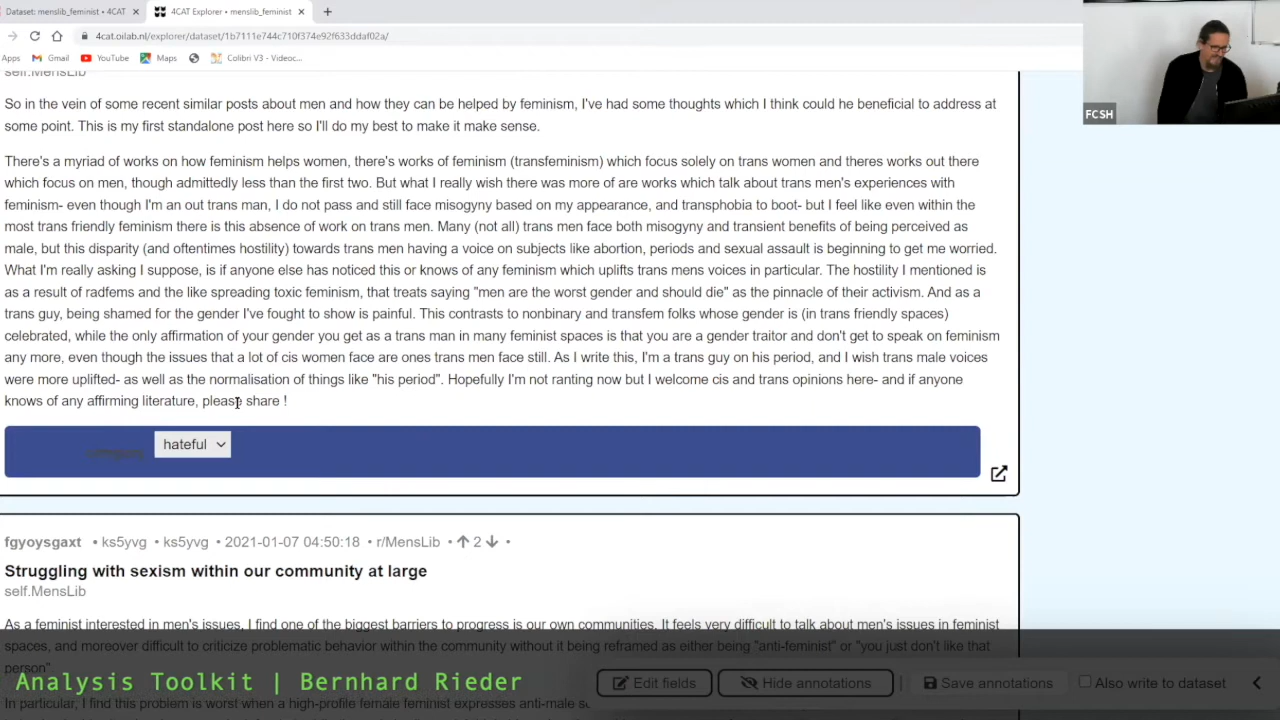 Dataset: menslib_feminist • 4CAT
4CAT Explorer • menslib_feminist
4cat.oilab.nl/explorer/dataset/1b7111e744c710f374e92f633ddaf02a/
Apps Gmail YouTube Maps Colibri V3 - Videoc...
self.MensLib
FCSH
So in the vein of some recent similar posts about men and how they can be helped by feminism, I've had some thoughts which I think could he beneficial to address at
some point. This is my first standalone post here so I'll do my best to make it make sense.
There's a myriad of works on how feminism helps women, there's works of feminism (transfeminism) which focus solely on trans women and theres works out there
which focus on men, though admittedly less than the first two. But what I really wish there was more of are works which talk about trans men's experiences with
feminism- even though I'm an out trans man, I do not pass and still face misogyny based on my appearance, and transphobia to boot- but I feel like even within the
most trans friendly feminism there is this absence of work on trans men. Many (not all) trans men face both misogyny and transient benefits of being perceived as
male, but this disparity (and oftentimes hostility) towards trans men having a voice on subjects like abortion, periods and sexual assault is beginning to get me worried.
What I'm really asking I suppose, is if anyone else has noticed this or knows of any feminism which uplifts trans mens voices in particular. The hostility I mentioned is
as a result of radfems and the like spreading toxic feminism, that treats saying "men are the worst gender and should die" as the pinnacle of their activism. And as a
trans guy, being shamed for the gender I've fought to show is painful. This contrasts to nonbinary and transfem folks whose gender is (in trans friendly spaces)
celebrated, while the only affirmation of your gender you get as a trans man in many feminist spaces is that you are a gender traitor and don't get to speak on feminism
any more, even though the issues that a lot of cis women face are ones trans men face still. As I write this, I'm a trans guy on his period, and I wish trans male voices
were more uplifted- as well as the normalisation of things like "his period". Hopefully I'm not ranting now but I welcome cis and trans opinions here- and if anyone
knows of any affirming literature, please share !
hateful
fgyoysgaxt • ks5yvg • ks5yvg • 2021-01-07 04:50:18 • r/MensLib • 2 •
Struggling with sexism within our community at large
self.MensLib
As a feminist interested in men's issues, I find one of the biggest barriers to progress is our own communities. It feels very difficult to talk about men's issues in feminist
spaces, and moreover difficult to criticize problematic behavior within the community without it being reframed as either being "anti-feminist" or "you just don't like that
person".
In particular, I find this problem is worst when a high-profile female feminist expresses anti-male
Analysis Toolkit | Bernhard Rieder
Edit fields Hide annotations | Save annotations Also write to dataset